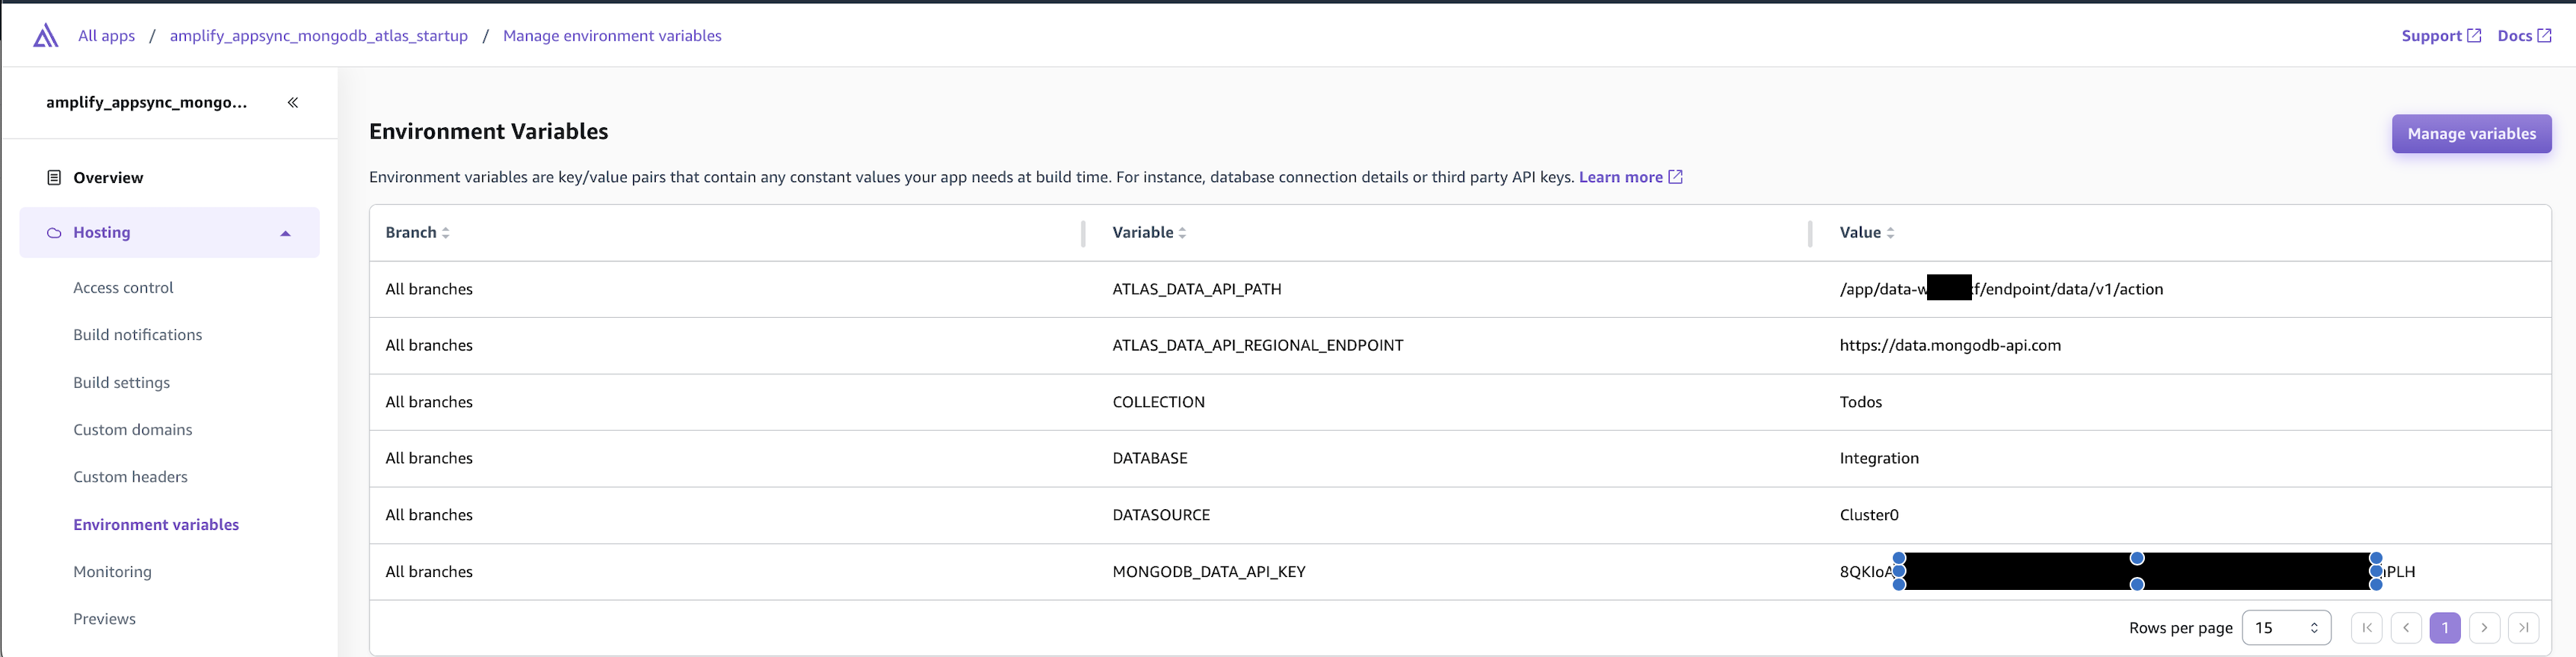 All apps / amplify_appsync_mongodb_atlas_startup / Manage environment variables
Support Docs
amplify_appsync_mongo...
Overview
Hosting
Access control
Build notifications
Build settings
Custom domains
Custom headers
Environment variables
Monitoring
Previews
Environment Variables
Manage variables
Environment variables are key/value pairs that contain any constant values your app needs at build time. For instance, database connection details or third party API keys. Learn more
Branch Variable Value
All branches ATLAS_DATA_API_PATH /app/data-w f/endpoint/data/v1/action
All branches ATLAS_DATA_API_REGIONAL_ENDPOINT https://data.mongodb-api.com
All branches COLLECTION Todos
All branches DATABASE Integration
All branches DATASOURCE Cluster0
All branches MONGODB_DATA_API_KEY
Rows per page 15 1